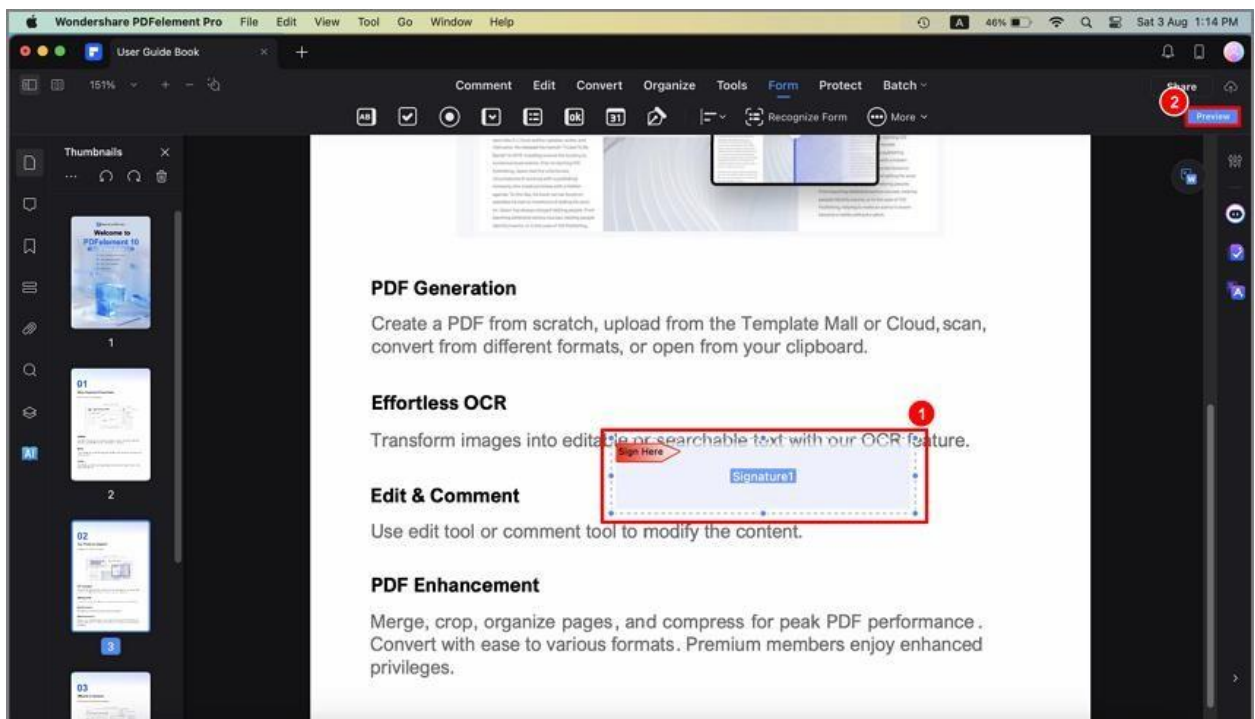 Wondershare PDFelement Pro File Edit View Tool Go Window Help A 46% Sat 3 Aug 1:14 PM
User Guide Book
151% Comment Edit Convert Organize Tools Form Protect Batch Share
2
AB ok 31 Recognize Form More Preview
Thumbnails
Welcome to
PDFelement 10
1
01
2
02
3
03
AI
PDF Generation
Create a PDF from scratch, upload from the Template Mall or Cloud, scan,
convert from different formats, or open from your clipboard.
Effortless OCR
1
Transform images into editable or searchable text with our OCR feature.
Sign Here
Signature1
Edit & Comment
Use edit tool or comment tool to modify the content.
PDF Enhancement
Merge, crop, organize pages, and compress for peak PDF performance.
Convert with ease to various formats. Premium members enjoy enhanced
privileges.